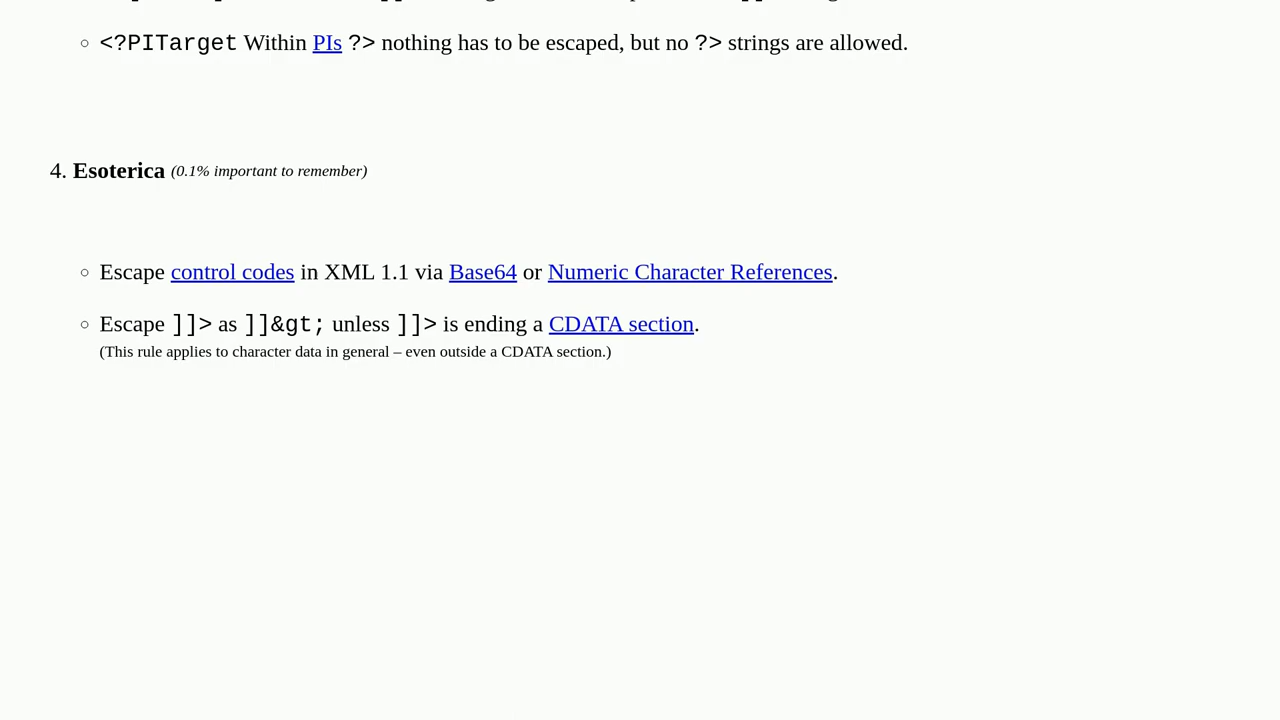 <?PITarget Within PIs ?> nothing has to be escaped, but no ?> strings are allowed.
4. Esoterica (0.1% important to remember)
Escape control codes in XML 1.1 via Base64 or Numeric Character References.
Escape ]]> as ]]&gt; unless ]]> is ending a CDATA section.
(This rule applies to character data in general – even outside a CDATA section.)